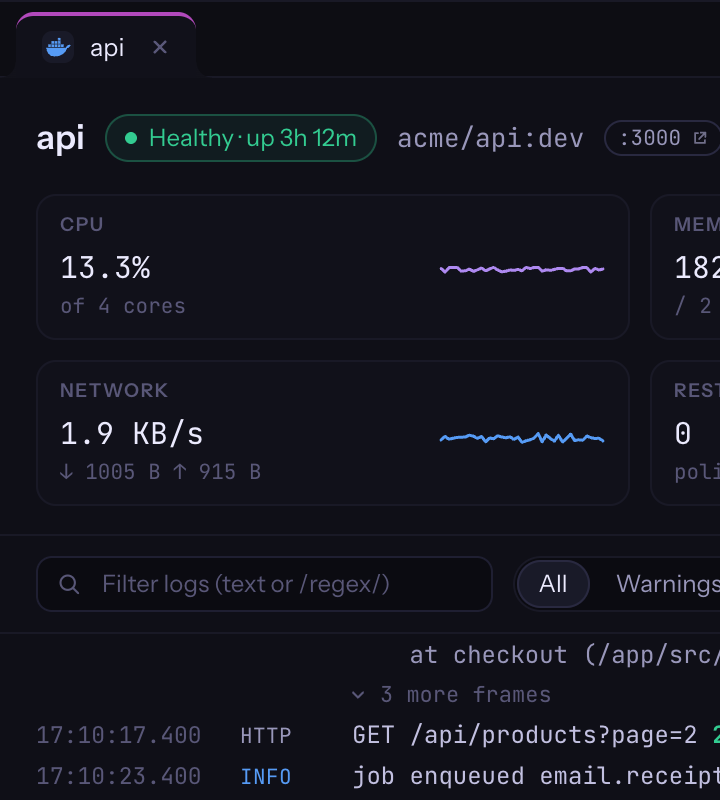 api
api Healthy · up 3h 12m acme/api:dev :3000
CPU
13.3%
of 4 cores
MEM
182
/ 2
NETWORK
1.9 KB/s
↓ 1005 B ↑ 915 B
REST
0
poli
Filter logs (text or /regex/) All Warnings
at checkout (/app/src/
3 more frames
17:10:17.400 HTTP GET /api/products?page=2 2
17:10:23.400 INFO job enqueued email.receipt